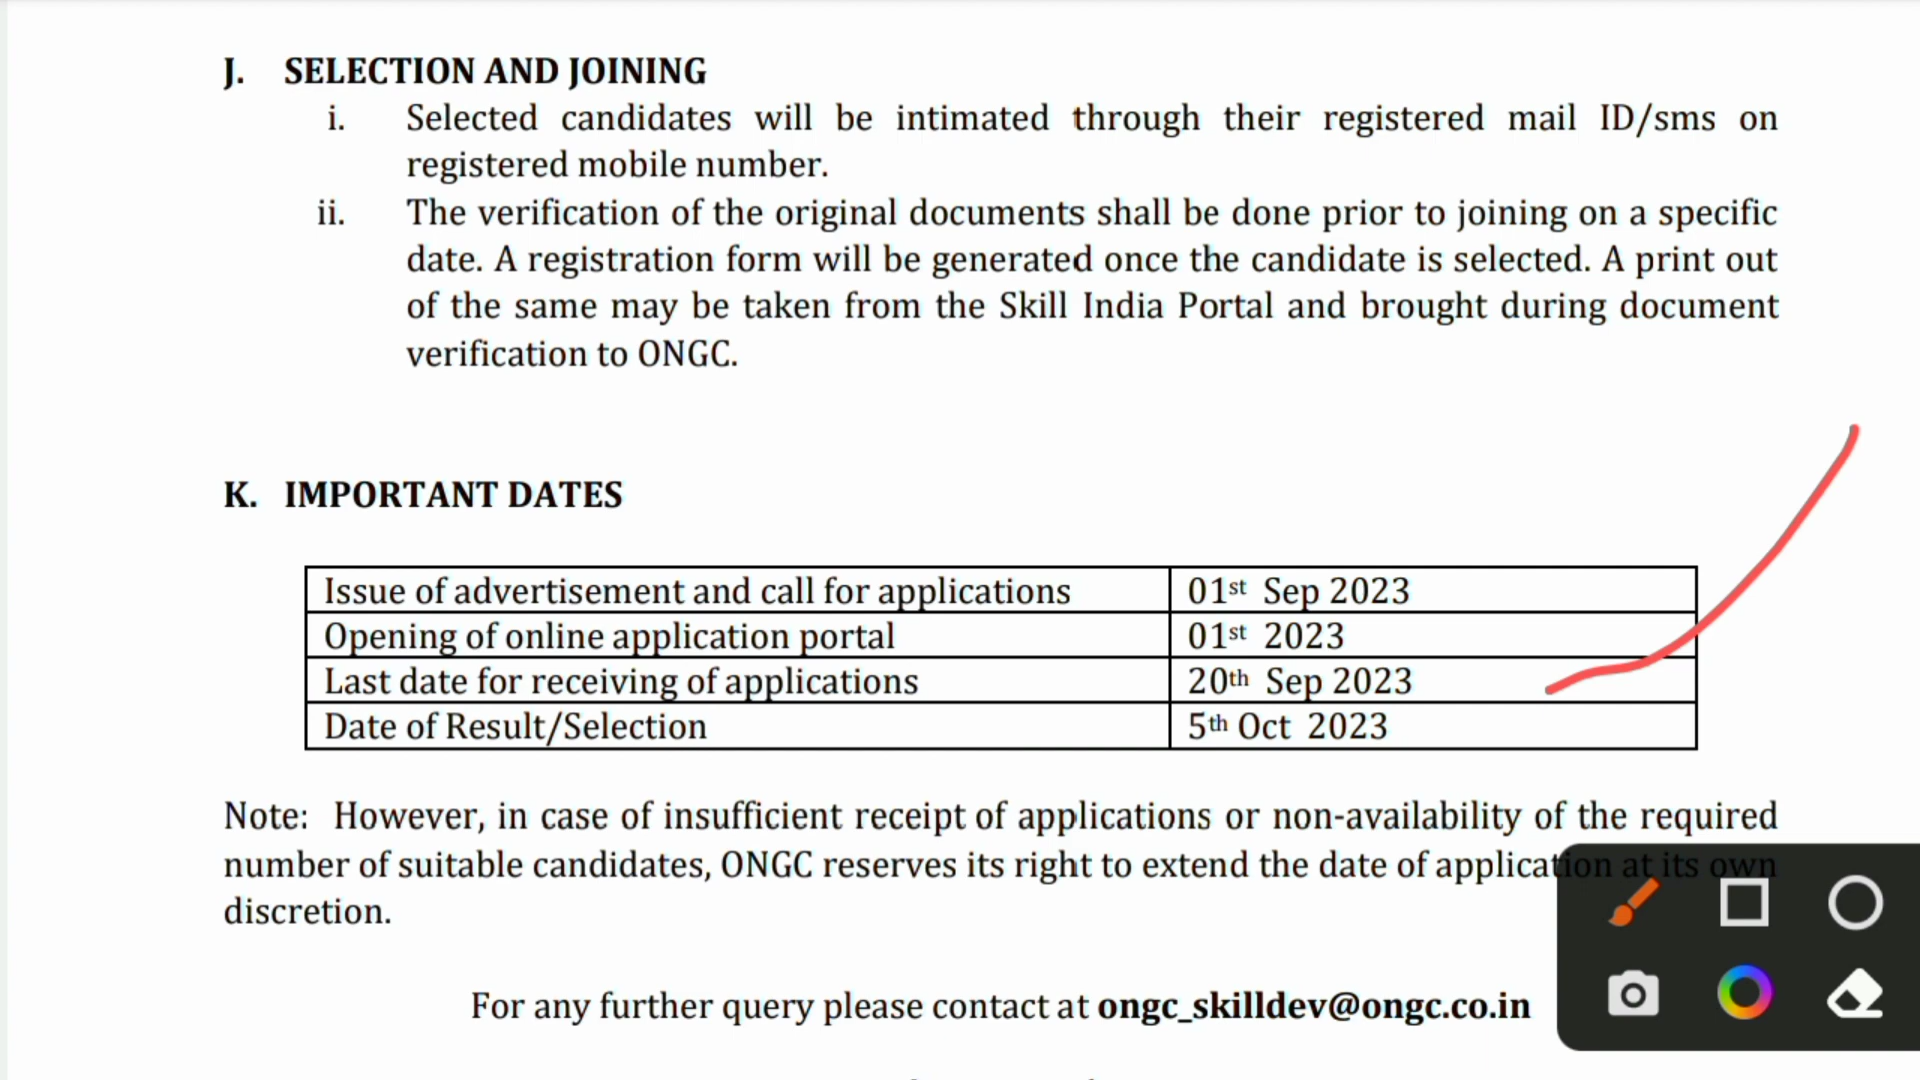 J. SELECTION AND JOINING
i. Selected candidates will be intimated through their registered mail ID/sms on
registered mobile number.
ii. The verification of the original documents shall be done prior to joining on a specific
date. A registration form will be generated once the candidate is selected. A print out
of the same may be taken from the Skill India Portal and brought during document
verification to ONGC.
K. IMPORTANT DATES
Issue of advertisement and call for applications 01st Sep 2023
Opening of online application portal 01st 2023
Last date for receiving of applications 20th Sep 2023
Date of Result/Selection 5th Oct 2023
Note: However, in case of insufficient receipt of applications or non-availability of the required
number of suitable candidates, ONGC reserves its right to extend the date of application at its own
discretion.
For any further query please contact at ongc_skilldev@ongc.co.in